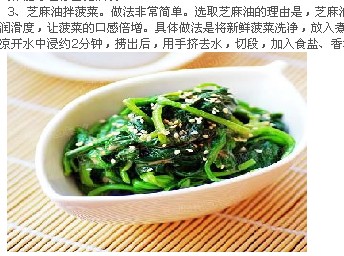 3、芝麻油拌菠菜。做法非常简单。选取芝麻油的理由是，芝麻油
润滑度，让菠菜的口感倍增。具体做法是将新鲜菠菜洗净，放入煮
凉开水中浸约2分钟，捞出后，用手挤去水，切段，加入食盐、香